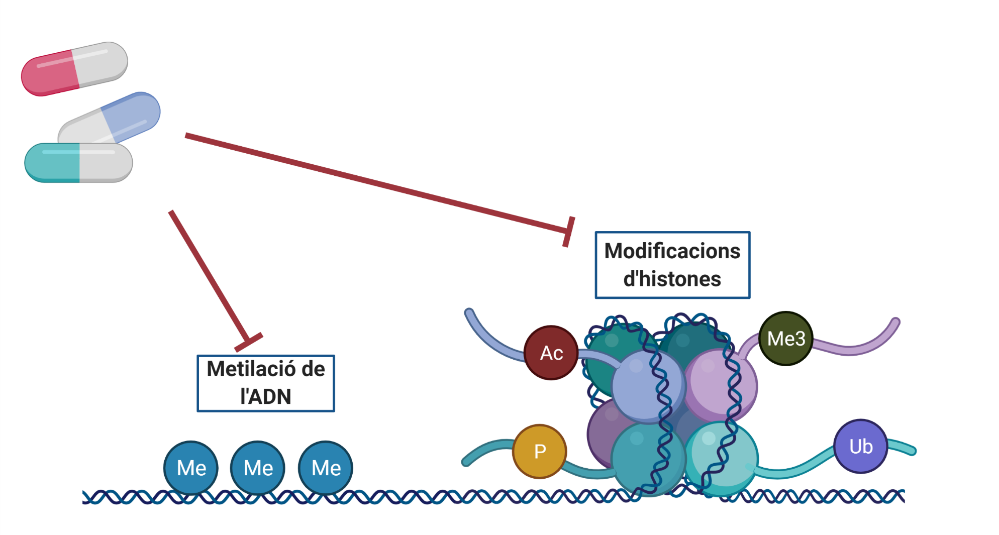 Modificacions
d'histones
Ac
Me3
Metilació de
l'ADN
P
Ub
Me
Me
Me